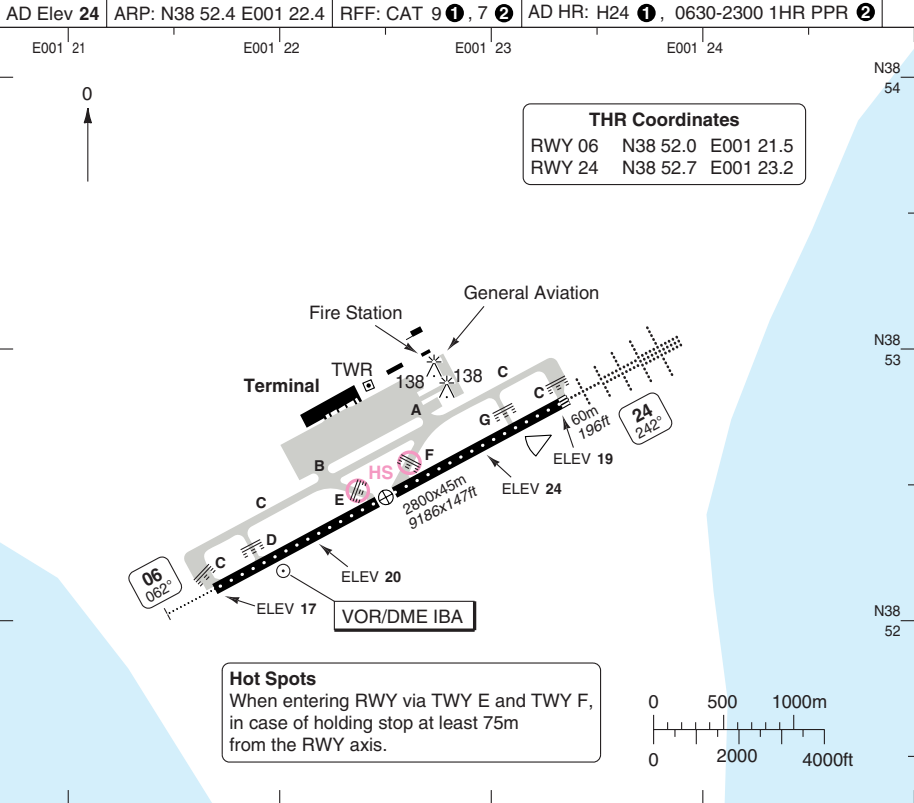 AD Elev 24 ARP: N38 52.4 E001 22.4 RFF: CAT 9 ❶, 7 ❷ AD HR: H24 ❶, 0630-2300 1HR PPR ❷
E001 21 E001 22 E001 23 E001 24
N38
54
0
THR Coordinates
RWY 06 N38 52.0 E001 21.5
RWY 24 N38 52.7 E001 23.2
General Aviation
Fire Station
N38
53
TWR
138 138
Terminal
C
C
A
G
60m
196ft
24
242°
F
ELEV 19
B
HS
E
ELEV 24
2800x45m
9186x147ft
C
D
C
06
062°
ELEV 20
ELEV 17
VOR/DME IBA
N38
52
Hot Spots
When entering RWY via TWY E and TWY F,
in case of holding stop at least 75m
from the RWY axis.
0 500 1000m
0 2000 4000ft